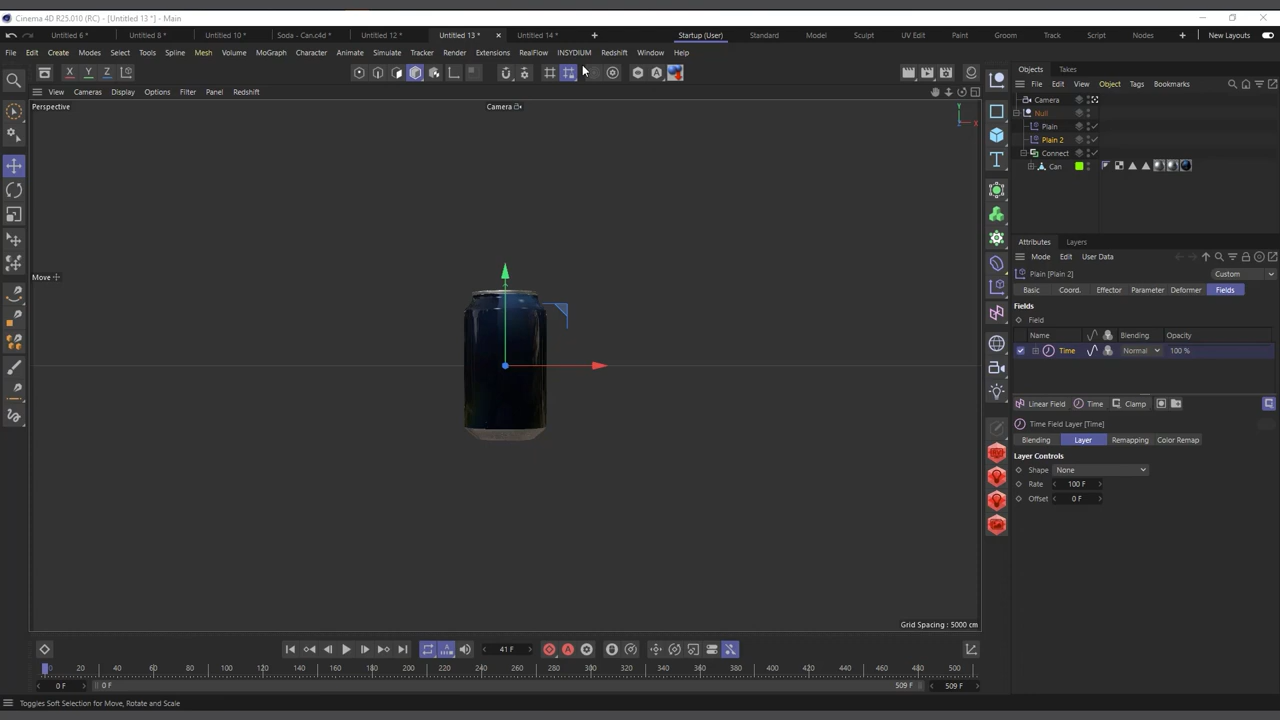 Cinema 4D R25.010 (RC) - [Untitled 13 *] - Main
Untitled 6 * Untitled 8 * Untitled 10 * Soda - Can.c4d * Untitled 12 * Untitled 13 * × Untitled 14 * + Startup (User) Standard Model Sculpt UV Edit Paint Groom Track Script Nodes + New Layouts
File Edit Create Modes Select Tools Spline Mesh Volume MoGraph Character Animate Simulate Tracker Render Extensions RealFlow INSYDIUM Redshift Window Help
X Y Z
View Cameras Display Options Filter Panel Redshift
Perspective
Camera
Y
X
Move
Grid Spacing : 5000 cm
Objects Takes
File Edit View Object Tags Bookmarks
Camera
Null
Plain
Plain 2
Connect
Can
Attributes Layers
Mode Edit User Data
Plain [Plain 2] Custom
Basic Coord. Effector Parameter Deformer Fields
Fields
Field
Name Blending Opacity
Time Normal 100 %
Linear Field Time Clamp
Time Field Layer [Time]
Blending Layer Remapping Color Remap
Layer Controls
Shape None
Rate 100 F
Offset 0 F
41 F
0 20 40 60 80 100 120 140 160 180 200 220 240 260 280 300 320 340 360 380 400 420 440 460 480 500
0 F 0 F 509 F 509 F
Toggles Soft Selection for Move, Rotate and Scale